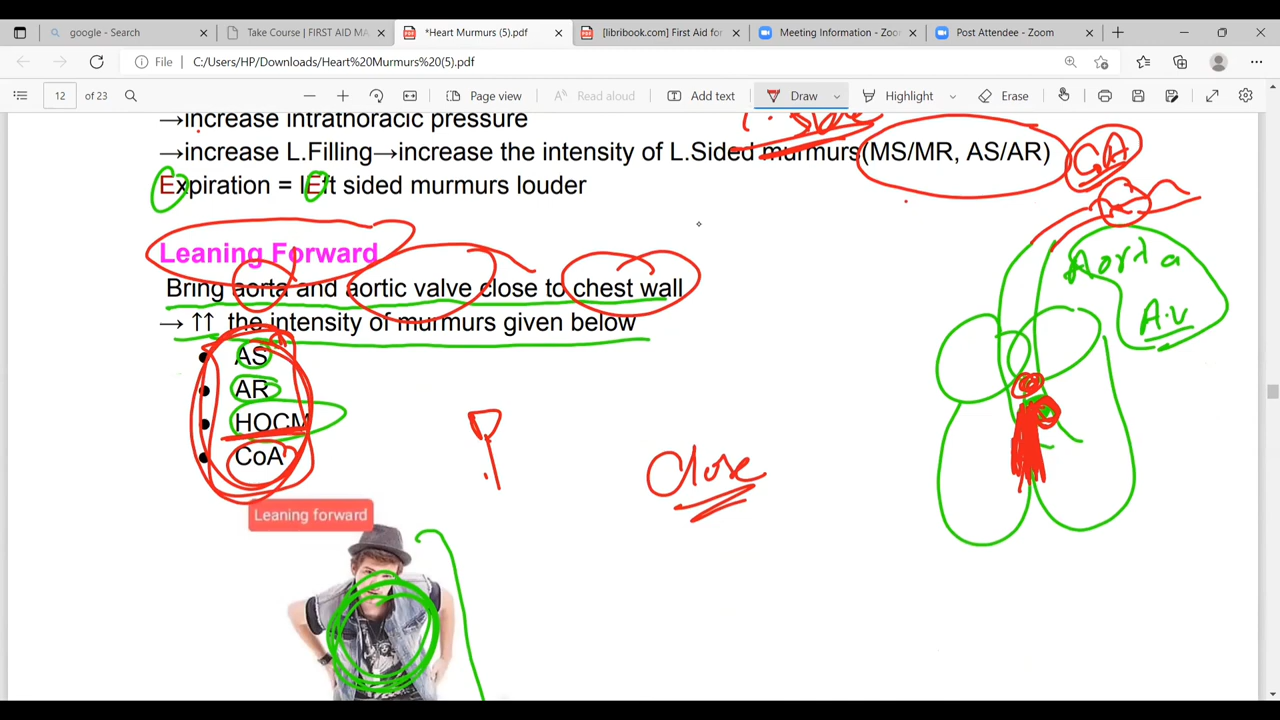 google - Search
Take Course | FIRST AID MA
*Heart Murmurs (5).pdf
[libribook.com] First Aid for
Meeting Information - Zoo
Post Attendee - Zoom
File
C:/Users/HP/Downloads/Heart%20Murmurs%20(5).pdf
12 of 23
Page view
Read aloud
Add text
Draw
Highlight
Erase
→increase intrathoracic pressure
→increase L.Filling→increase the intensity of L.Sided murmurs(MS/MR, AS/AR)
Expiration = lEft sided murmurs louder
Leaning Forward
Bring aorta and aortic valve close to chest wall
→ ↑↑ the intensity of murmurs given below
• AS
• AR
• HOCM
• CoA
Close
Aorta
A.V
Leaning forward